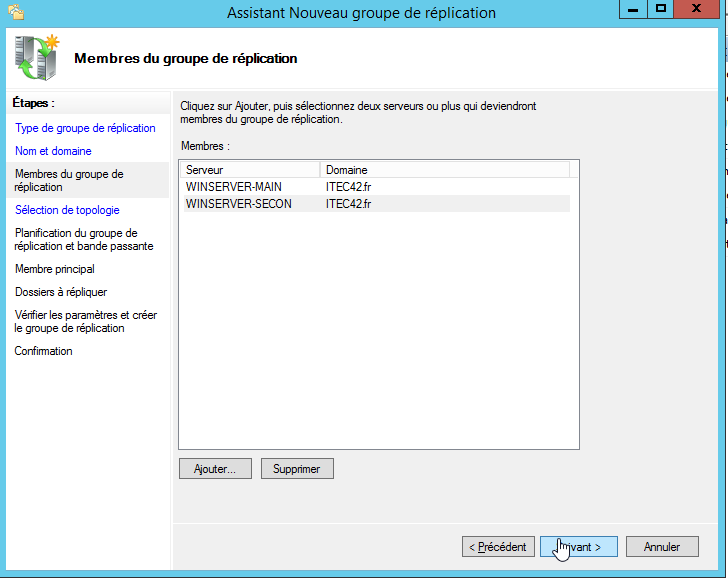 Assistant Nouveau groupe de réplication
Membres du groupe de réplication
Étapes :
Type de groupe de réplication
Nom et domaine
Membres du groupe de
réplication
Sélection de topologie
Planification du groupe de
réplication et bande passante
Membre principal
Dossiers à répliquer
Vérifier les paramètres et créer
le groupe de réplication
Confirmation
Cliquez sur Ajouter, puis sélectionnez deux serveurs ou plus qui deviendront
membres du groupe de réplication.
Membres :
Serveur Domaine
WINSERVER-MAIN ITEC42.fr
WINSERVER-SECON ITEC42.fr
Ajouter... Supprimer
< Précédent Suivant > Annuler